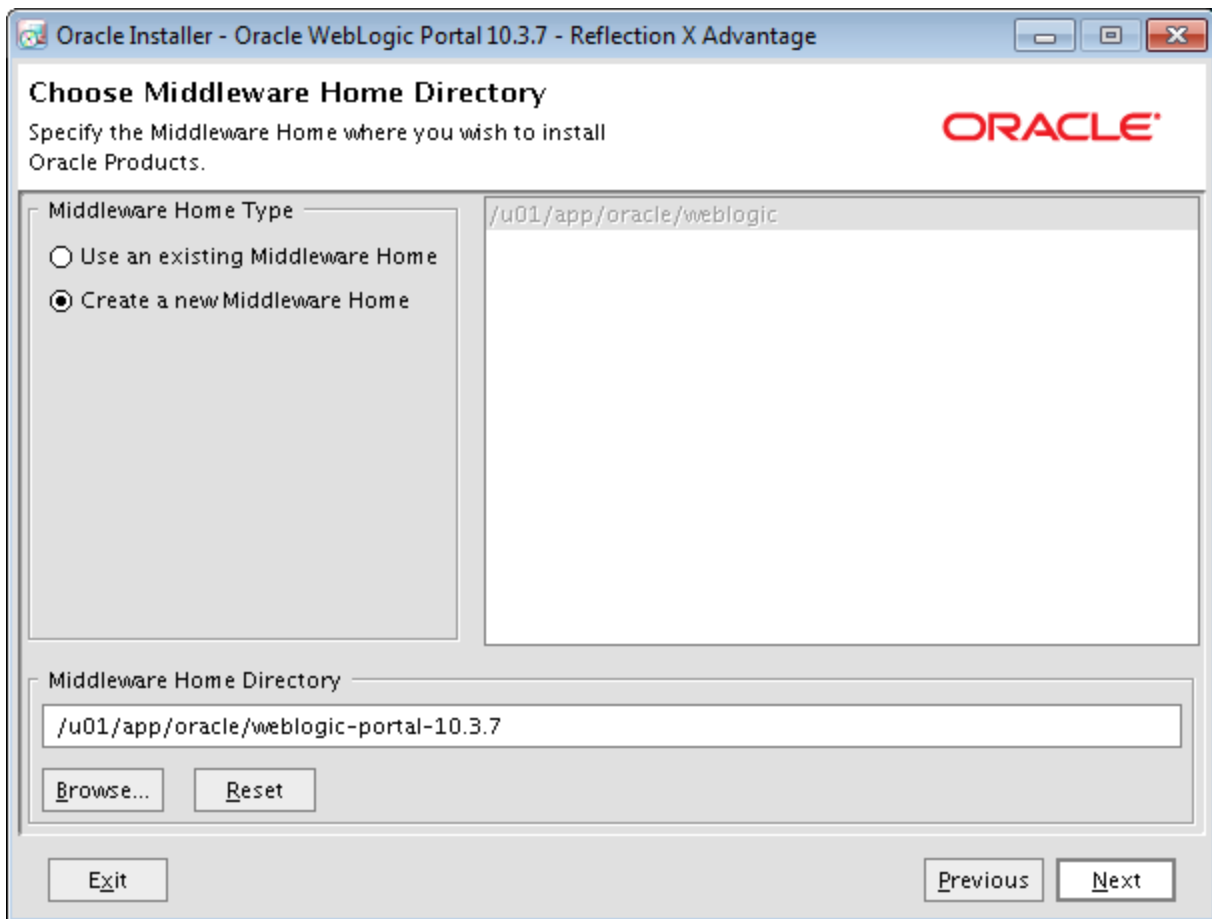 Oracle Installer - Oracle WebLogic Portal 10.3.7 - Reflection X Advantage
Choose Middleware Home Directory
Specify the Middleware Home where you wish to install
Oracle Products.
ORACLE
Middleware Home Type
Use an existing Middleware Home
Create a new Middleware Home
/u01/app/oracle/weblogic
Middleware Home Directory
/u01/app/oracle/weblogic-portal-10.3.7
Browse...
Reset
Exit
Previous
Next